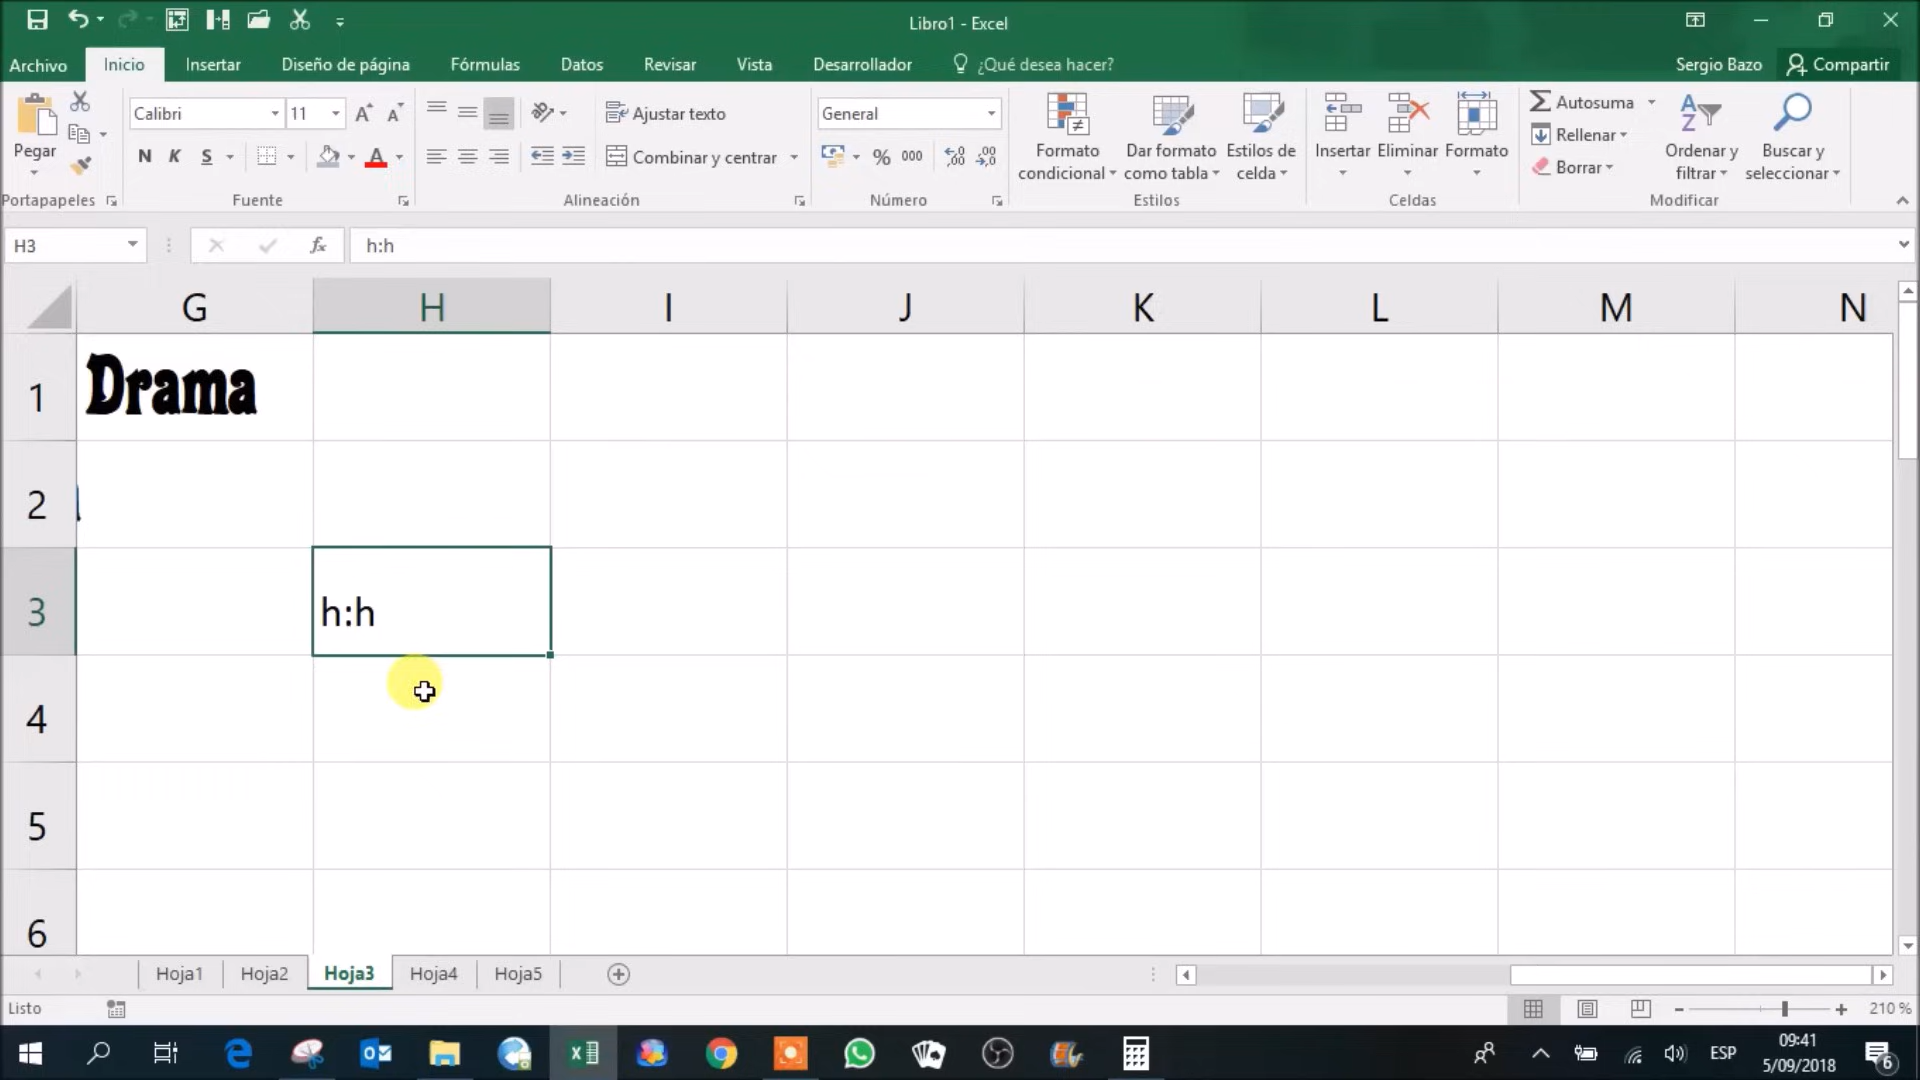 Libro1 - Excel
Archivo Inicio Insertar Diseño de página Fórmulas Datos Revisar Vista Desarrollador ¿Qué desea hacer? Sergio Bazo Compartir
Pegar
Calibri 11
Ajustar texto
General
N K S
Combinar y centrar
% 000
Formato condicional
Dar formato como tabla
Estilos de celda
Insertar Eliminar Formato
Autosuma
Rellenar
Borrar
Ordenar y filtrar
Buscar y seleccionar
Portapapeles Fuente Alineación Número Estilos Celdas Modificar
H3 fx h:h
G H I J K L M N
1 Drama
2
3 h:h
4
5
6
Hoja1 Hoja2 Hoja3 Hoja4 Hoja5
Listo 210 %
ESP 09:41
5/09/2018
6